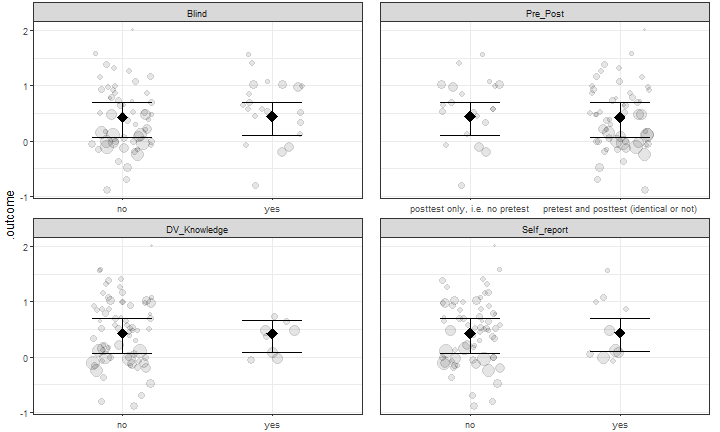 Blind
Pre_Post
2
1
0
-1
no
yes
posttest only, i.e. no pretest
pretest and posttest (identical or not)
.outcome
DV_Knowledge
Self_report
2
1
0
-1
no
yes
no
yes